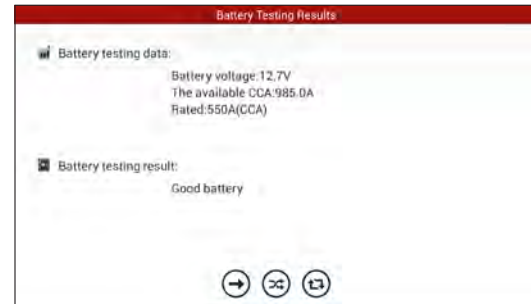 Battery Testing Results
Battery testing data:
Battery voltage:12.7V
The available CCA:985.0A
Rated:550A(CCA)
Battery testing result:
Good battery